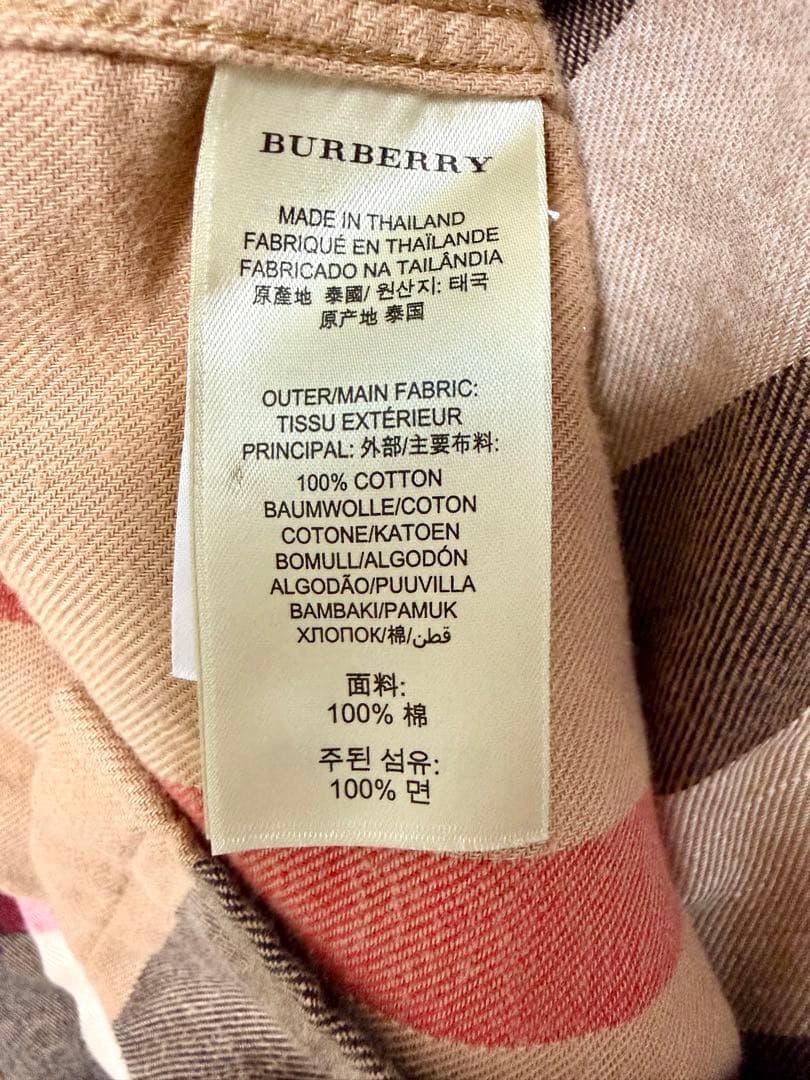 BURBERRY
MADE IN THAILAND
FABRIQUÉ EN THAÏLANDE
FABRICADO NA TAILÂNDIA
原產地 泰國/ 원산지: 태국
原产地 泰国
OUTER/MAIN FABRIC:
TISSU EXTÉRIEUR
PRINCIPAL: 外部/主要布料:
100% COTTON
BAUMWOLLE/COTON
COTONE/KATOEN
BOMULL/ALGODÓN
ALGODÃO/PUUVILLA
BAMBAKI/PAMUK
ХЛОПОК/棉/قطن
面料:
100% 棉
주된 섬유:
100% 면